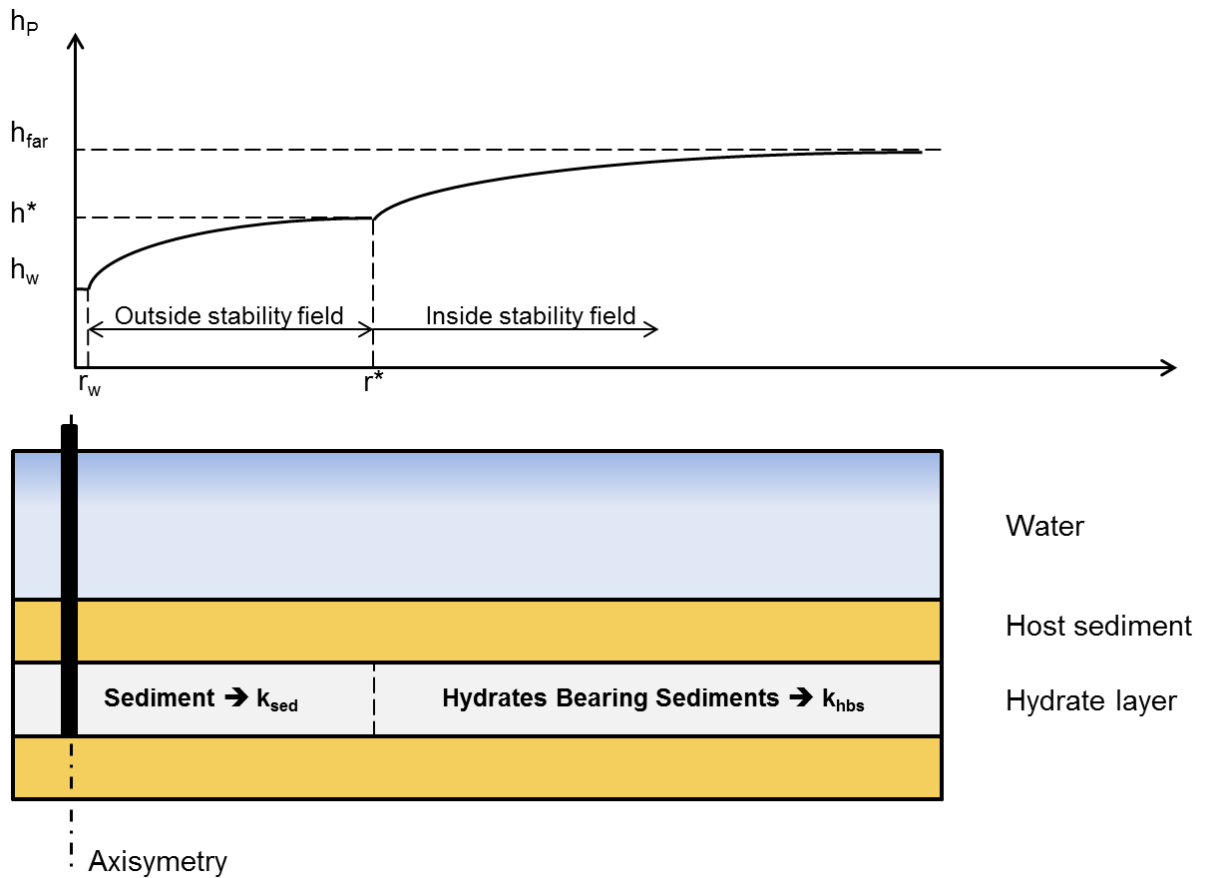 hP
hfar
h*
hw
Outside stability field
Inside stability field
rw
r*
Water
Host sediment
Sediment ➔ ksed
Hydrates Bearing Sediments ➔ khbs
Hydrate layer
Axisymetry